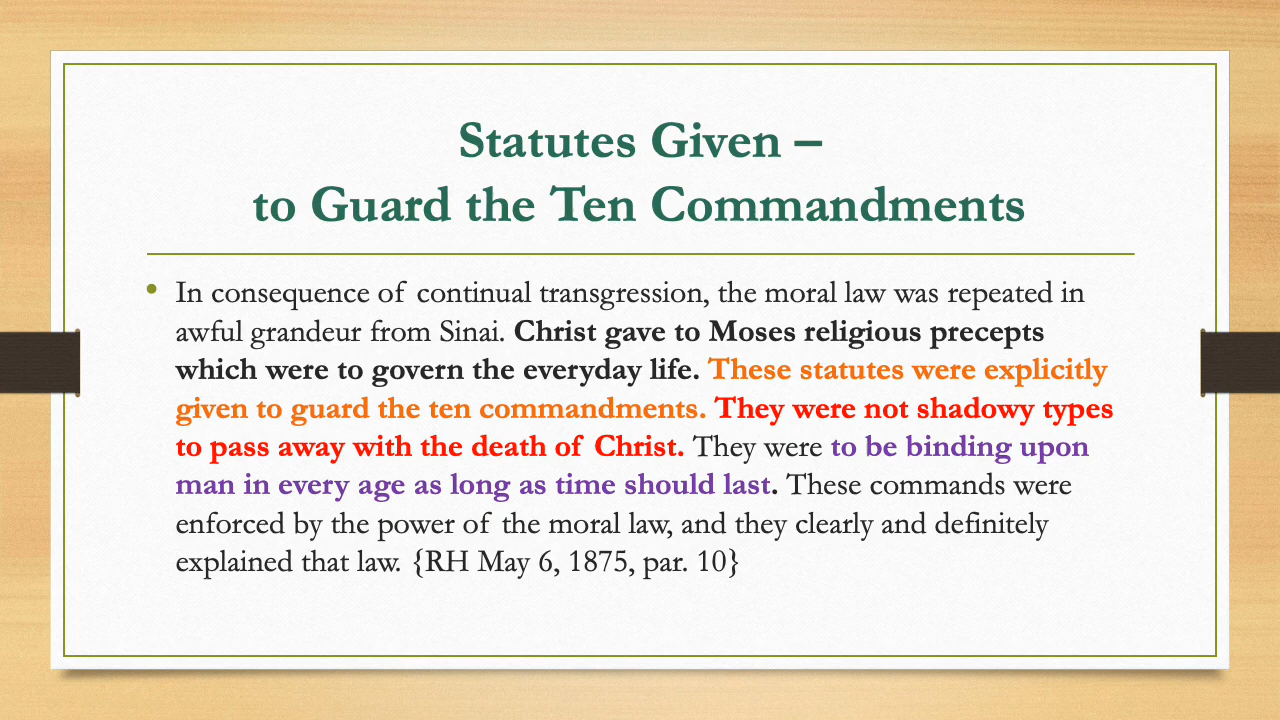 Statutes Given –
to Guard the Ten Commandments
• In consequence of continual transgression, the moral law was repeated in
awful grandeur from Sinai. Christ gave to Moses religious precepts
which were to govern the everyday life. These statutes were explicitly
given to guard the ten commandments. They were not shadowy types
to pass away with the death of Christ. They were to be binding upon
man in every age as long as time should last. These commands were
enforced by the power of the moral law, and they clearly and definitely
explained that law. {RH May 6, 1875, par. 10}